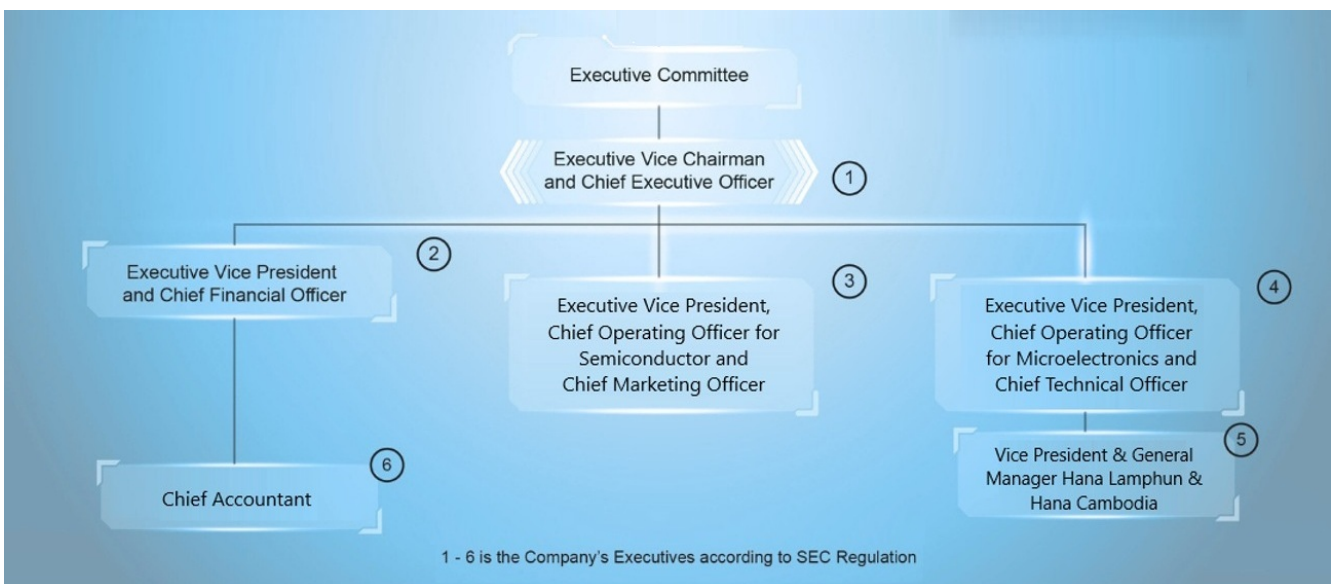 Executive Committee
Executive Vice Chairman
and Chief Executive Officer
1
2
Executive Vice President
and Chief Financial Officer
3
Executive Vice President,
Chief Operating Officer for
Semiconductor and
Chief Marketing Officer
4
Executive Vice President,
Chief Operating Officer
for Microelectronics and
Chief Technical Officer
5
Vice President & General
Manager Hana Lamphun &
Hana Cambodia
6
Chief Accountant
1 - 6 is the Company's Executives according to SEC Regulation